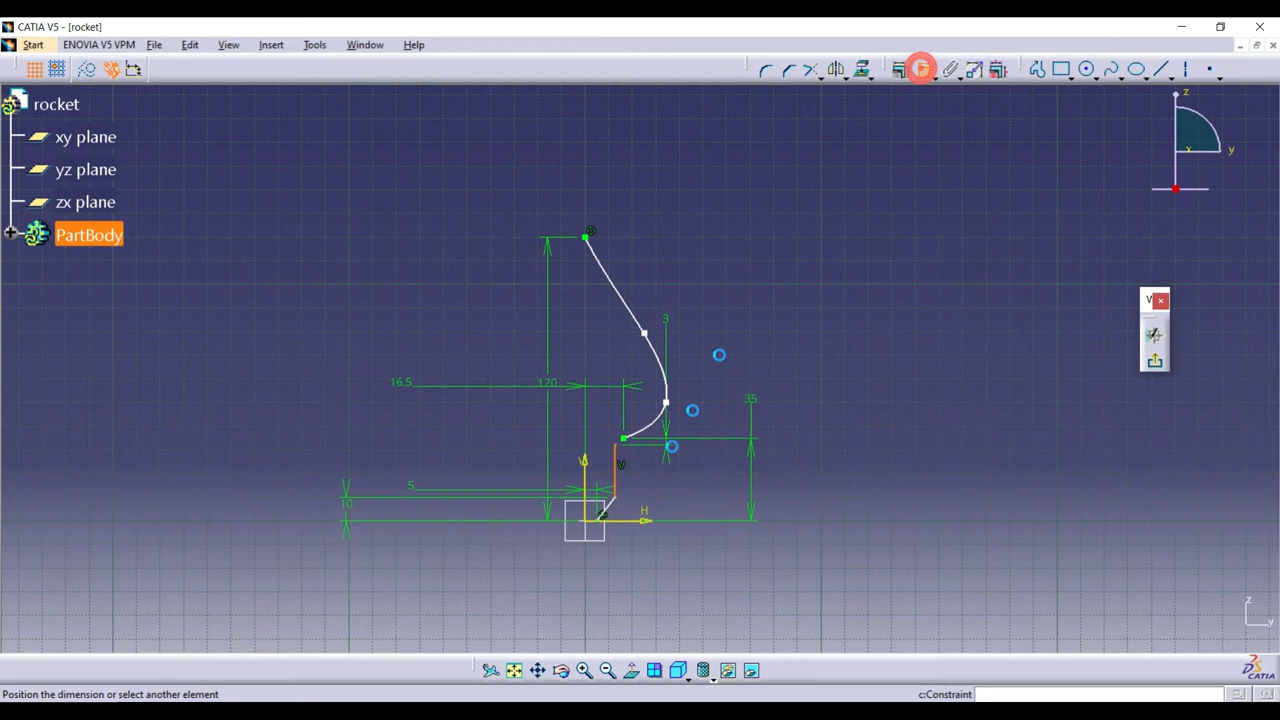 CATIA V5 - [rocket]
Start ENOVIA V5 VPM File Edit View Insert Tools Window Help
rocket
xy plane
yz plane
zx plane
PartBody
z
x y
V
3
16.5
120
35
V
V
5
10
H
z
y
CATIA
Position the dimension or select another element
c:Constraint